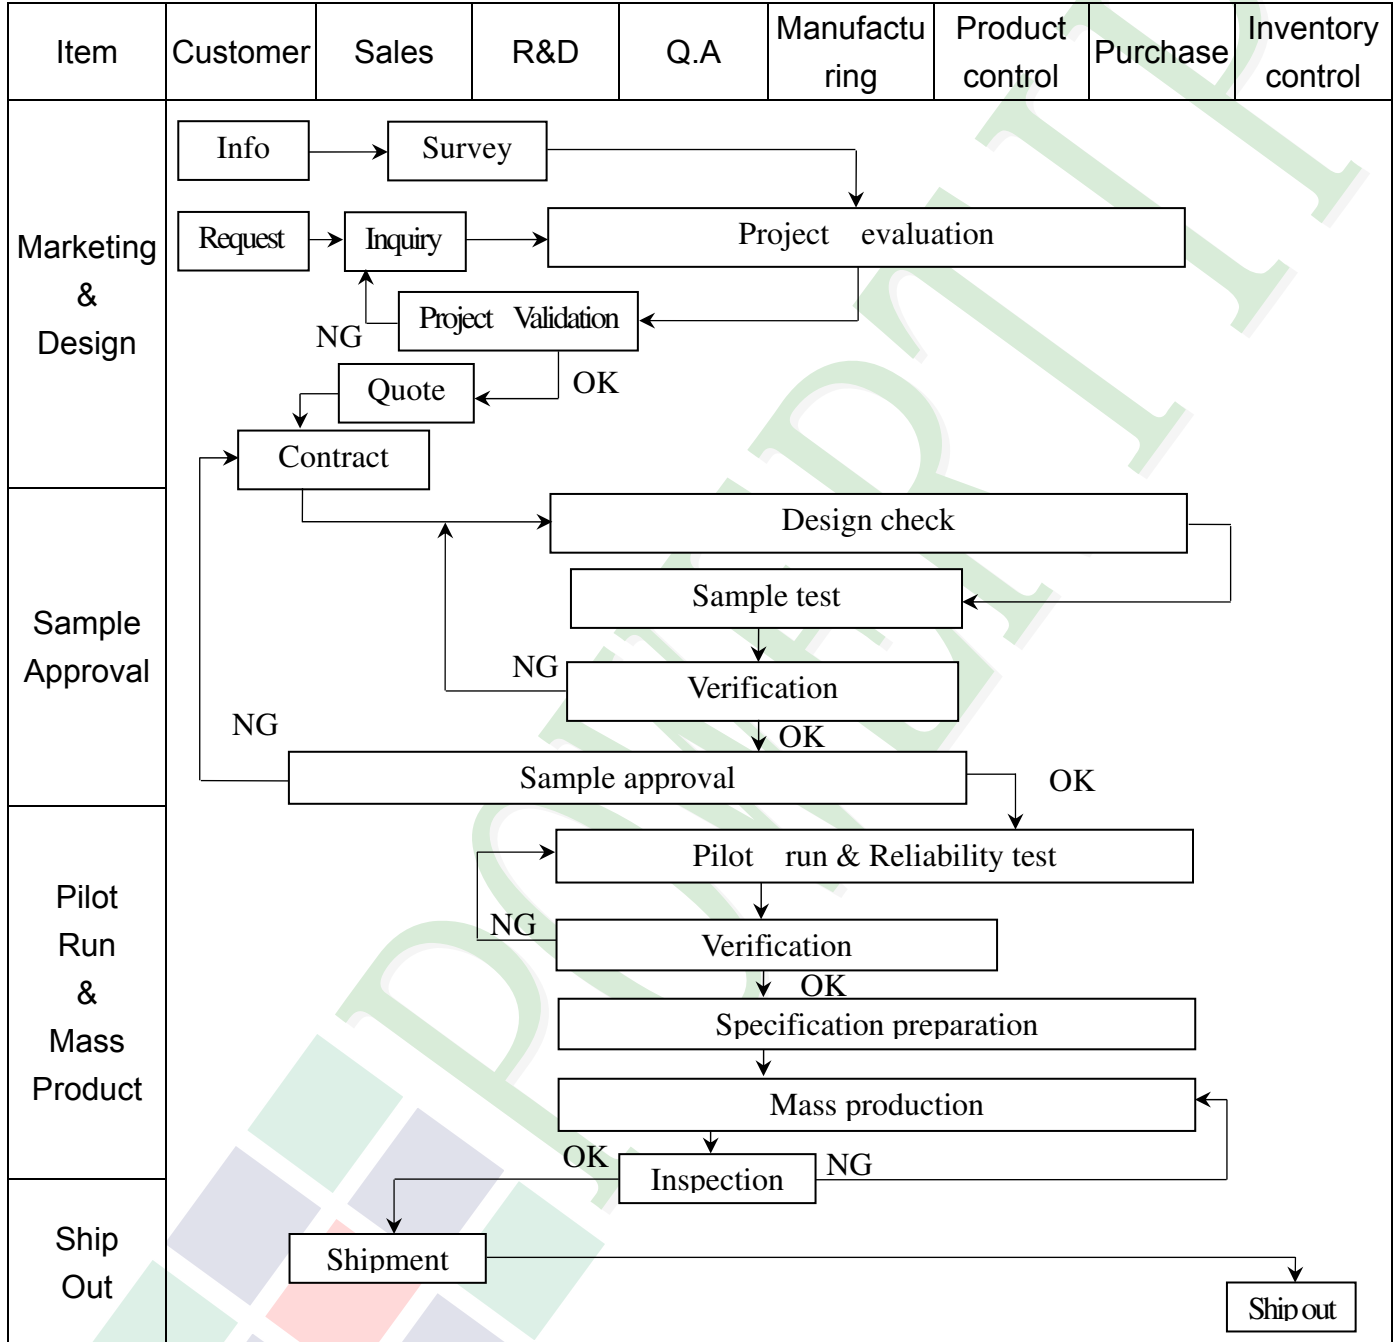 Item
Customer
Sales
R&D
Q.A
Manufactu
ring
Product
control
Purchase
Inventory
control
Marketing
&
Design
Info
Survey
Request
Inquiry
Project evaluation
Project Validation
NG
OK
Quote
Contract
Sample
Approval
Design check
Sample test
NG
Verification
OK
NG
Sample approval
OK
Pilot
Run
&
Mass
Product
Pilot run & Reliability test
NG
Verification
OK
Specification preparation
Mass production
OK
Inspection
NG
Ship
Out
Shipment
Ship out
POWERTIP